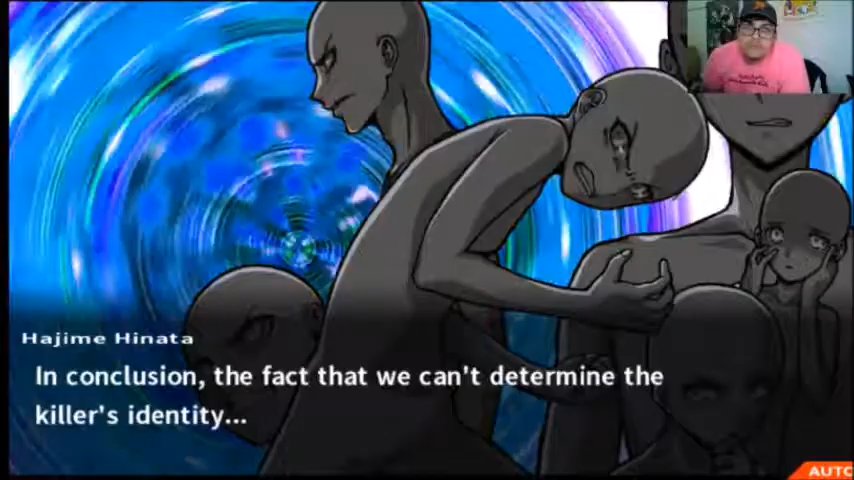 Hajime Hinata
In conclusion, the fact that we can't determine the
killer's identity...
AUTO